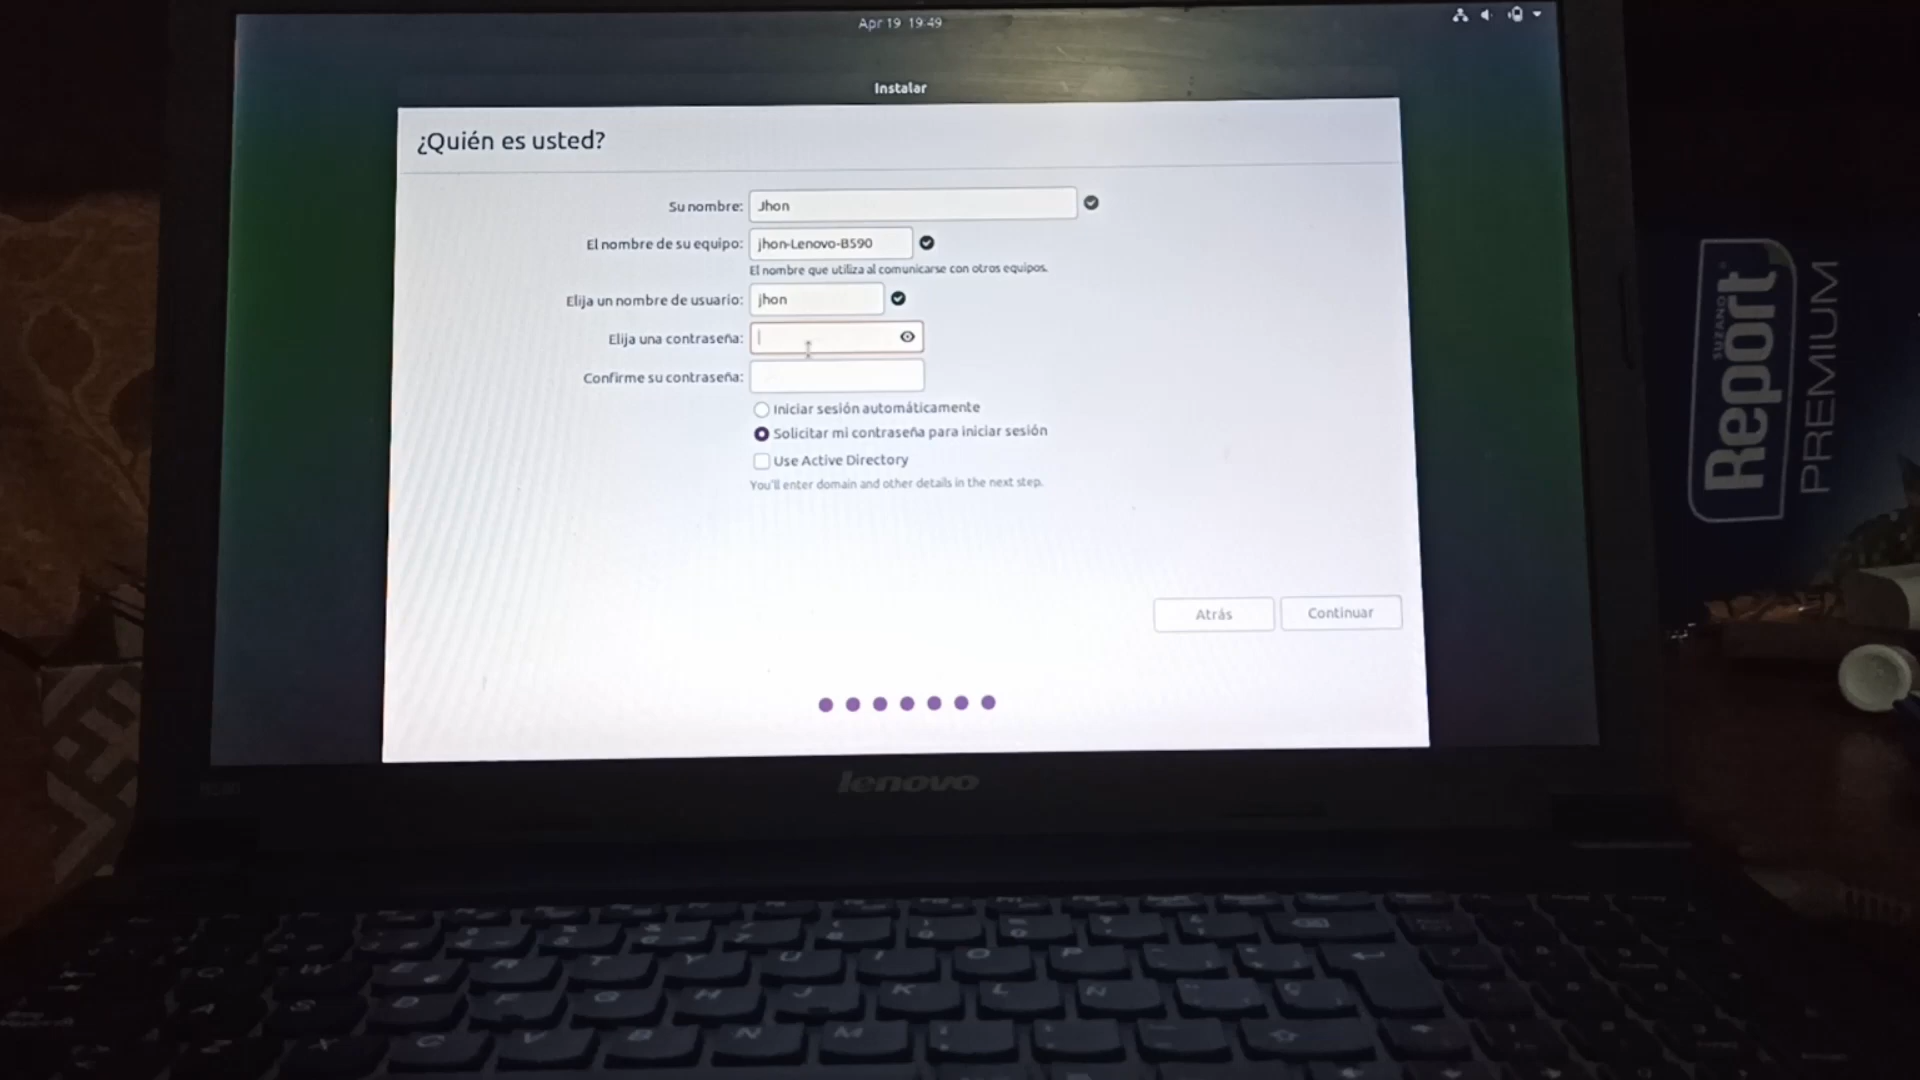 Apr 19 19:49
Instalar
¿Quién es usted?
Su nombre: Jhon
El nombre de su equipo: jhon-Lenovo-B590
El nombre que utiliza al comunicarse con otros equipos.
Elija un nombre de usuario: jhon
Elija una contraseña:
Confirme su contraseña:
Iniciar sesión automáticamente
Solicitar mi contraseña para iniciar sesión
Use Active Directory
You'll enter domain and other details in the next step.
Atrás Continuar
lenovo
SUZANO
Report
PREMIUM
Q W E R T Y U I O P
A S D F G H J K L Ñ
X C V B N M